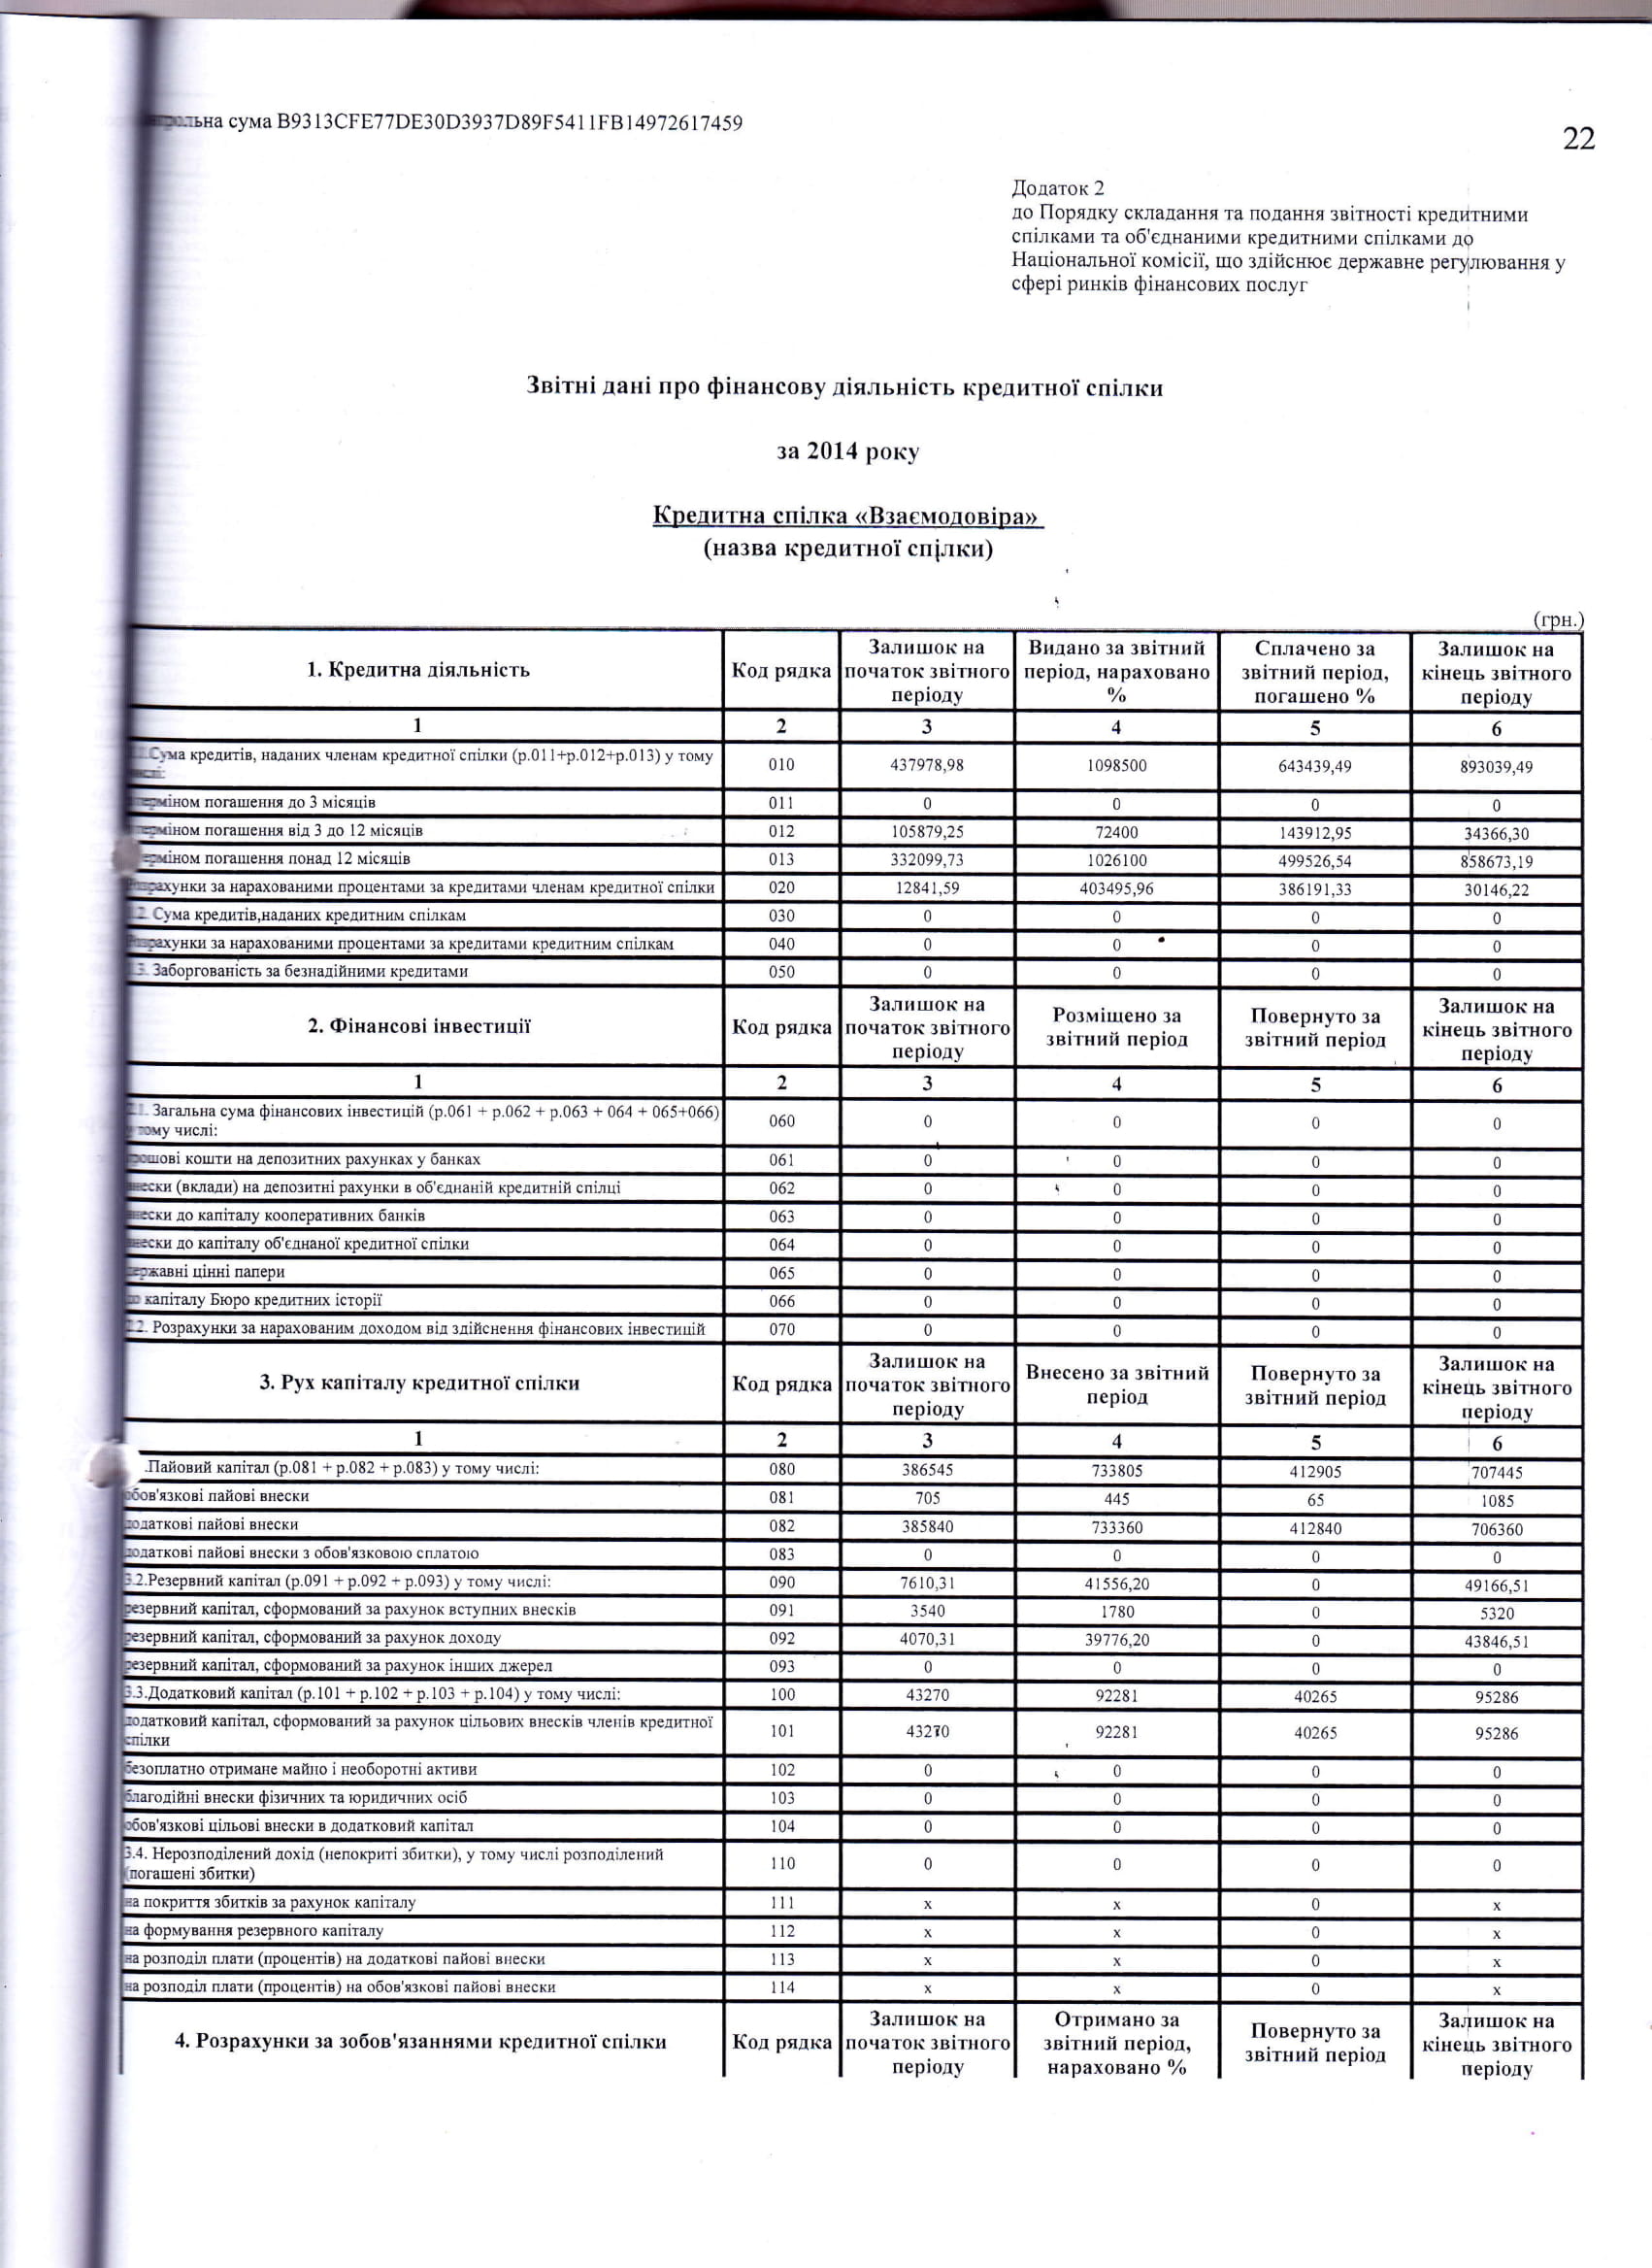 ьна сума B9313CFE77DE30D3937D89F5411FB14972617459
22
Додаток 2
до Порядку складання та подання звітності кредитними
спілками та об'єднаними кредитними спілками до
Національної комісії, що здійснює державне регулювання у
сфері ринків фінансових послуг
Звітні дані про фінансову діяльність кредитної спілки
за 2014 року
Кредитна спілка «Взаємодовіра»
(назва кредитної спілки)
(грн.)
1. Кредитна діяльність Код рядка Залишок на початок звітного періоду Видано за звітний період, нараховано % Сплачено за звітний період, погашено % Залишок на кінець звітного періоду
1 2 3 4 5 6
Сума кредитів, наданих членам кредитної спілки (р.011+р.012+р.013) у тому 010 437978,98 1098500 643439,49 893039,49
терміном погашення до 3 місяців 011 0 0 0 0
терміном погашення від 3 до 12 місяців 012 105879,25 72400 143912,95 34366,30
терміном погашення понад 12 місяців 013 332099,73 1026100 499526,54 858673,19
Розрахунки за нарахованими процентами за кредитами членам кредитної спілки 020 12841,59 403495,96 386191,33 30146,22
2. Сума кредитів,наданих кредитним спілкам 030 0 0 0 0
Розрахунки за нарахованими процентами за кредитами кредитним спілкам 040 0 0 0 0
3. Заборгованість за безнадійними кредитами 050 0 0 0 0
2. Фінансові інвестиції Код рядка Залишок на початок звітного періоду Розміщено за звітний період Повернуто за звітний період Залишок на кінець звітного періоду
1 2 3 4 5 6
2.1. Загальна сума фінансових інвестицій (р.061 + р.062 + р.063 + 064 + 065+066)
у тому числі: 060 0 0 0 0
рошові кошти на депозитних рахунках у банках 061 0 0 0 0
внески (вклади) на депозитні рахунки в об'єднаній кредитній спілці 062 0 0 0 0
внески до капіталу кооперативних банків 063 0 0 0 0
внески до капіталу об'єднаної кредитної спілки 064 0 0 0 0
державні цінні папери 065 0 0 0 0
до капіталу Бюро кредитних історії 066 0 0 0 0
2.2. Розрахунки за нарахованим доходом від здійснення фінансових інвестицій 070 0 0 0 0
3. Рух капіталу кредитної спілки Код рядка Залишок на початок звітного періоду Внесено за звітний період Повернуто за звітний період Залишок на кінець звітного періоду
1 2 3 4 5 6
.Пайовий капітал (р.081 + р.082 + р.083) у тому числі: 080 386545 733805 412905 707445
обов'язкові пайові внески 081 705 445 65 1085
додаткові пайові внески 082 385840 733360 412840 706360
додаткові пайові внески з обов'язковою сплатою 083 0 0 0 0
3.2.Резервний капітал (р.091 + р.092 + р.093) у тому числі: 090 7610,31 41556,20 0 49166,51
резервний капітал, сформований за рахунок вступних внесків 091 3540 1780 0 5320
резервний капітал, сформований за рахунок доходу 092 4070,31 39776,20 0 43846,51
резервний капітал, сформований за рахунок інших джерел 093 0 0 0 0
3.3.Додатковий капітал (р.101 + р.102 + р.103 + р.104) у тому числі: 100 43270 92281 40265 95286
додатковий капітал, сформований за рахунок цільових внесків членів кредитної
спілки 101 43270 92281 40265 95286
безоплатно отримане майно і необоротні активи 102 0 0 0 0
благодійні внески фізичних та юридичних осіб 103 0 0 0 0
обов'язкові цільові внески в додатковий капітал 104 0 0 0 0
3.4. Нерозподілений дохід (непокриті збитки), у тому числі розподілений
(погашені збитки) 110 0 0 0 0
на покриття збитків за рахунок капіталу 111 х х 0 х
на формування резервного капіталу 112 х х 0 х
на розподіл плати (процентів) на додаткові пайові внески 113 х х 0 х
на розподіл плати (процентів) на обов'язкові пайові внески 114 х х 0 х
4. Розрахунки за зобов'язаннями кредитної спілки Код рядка Залишок на початок звітного періоду Отримано за звітний період, нараховано % Повернуто за звітний період Залишок на кінець звітного періоду